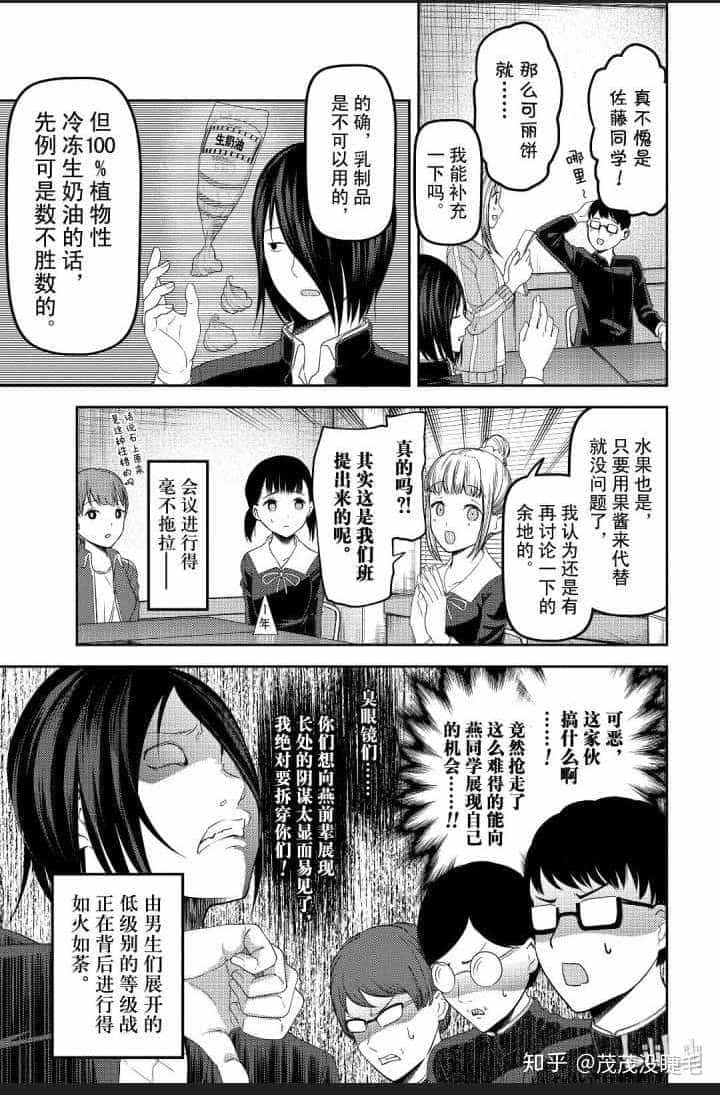 真不愧是
佐藤同学！
哪里～
那么可丽饼
就……
我能补充
一下吗。
的确，乳制品
是不可以用的，
生奶油
但100%植物性
冷冻生奶油的话，
先例可是数不胜数的。
水果也是，
只要用果酱来代替
就没问题了，
我认为还是有
再讨论一下的
余地的。
真的吗?!
其实这是我们班
提出来的呢。
一年
会议进行得
毫不拖拉——
话说石上原来
是这种性格的吗
可恶，
这家伙
搞什么啊
……！
竟然抢走了
这么难得的能向
燕同学展现自己
的机会……!!
臭眼镜们……
你们想向燕前辈展现
长处的阴谋太显而易见了，
我绝对要拆穿你们！
由男生们展开的
低级别的等级战
正在背后进行得
如火如荼。
知乎 @茂茂没睫毛